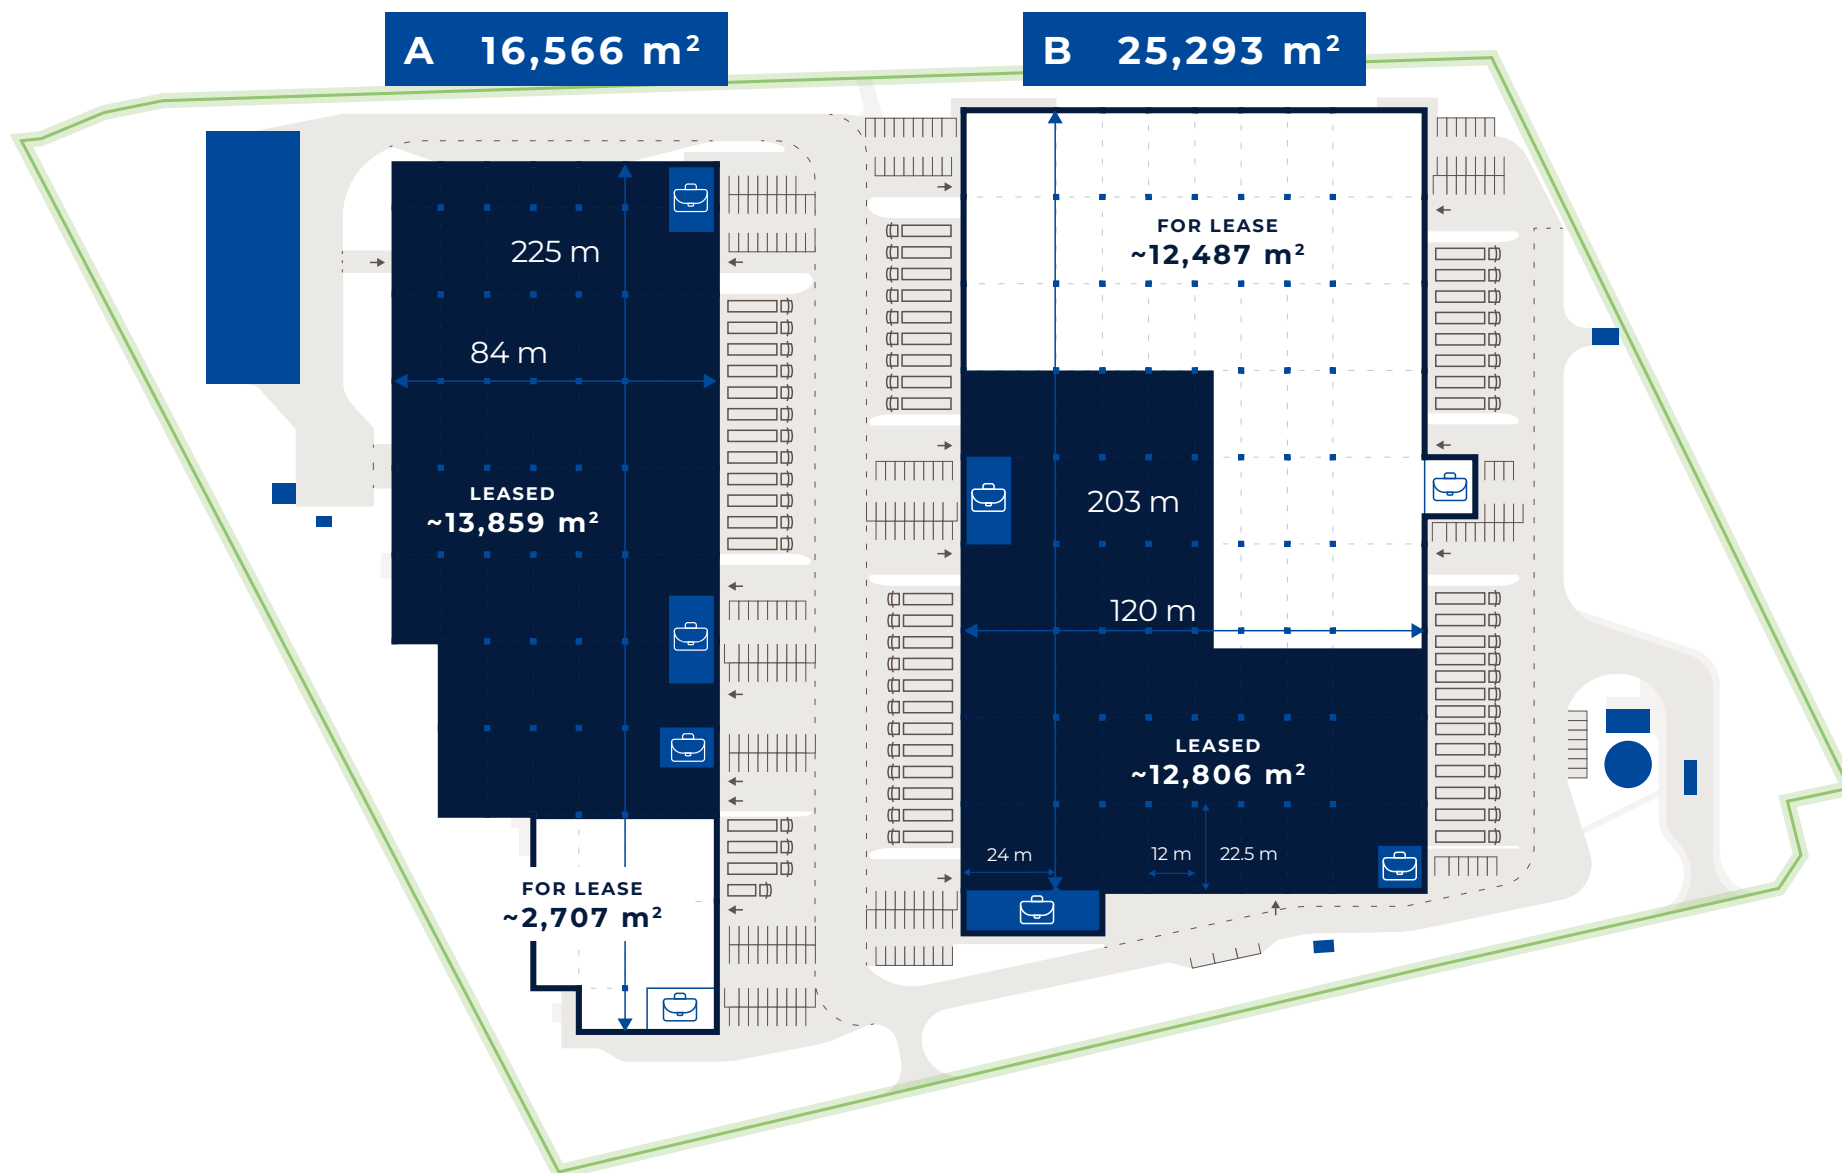 A 16,566 m²
B 25,293 m²
225 m
84 m
LEASED
~13,859 m²
FOR LEASE
~2,707 m²
FOR LEASE
~12,487 m²
203 m
120 m
LEASED
~12,806 m²
24 m
12 m
22.5 m